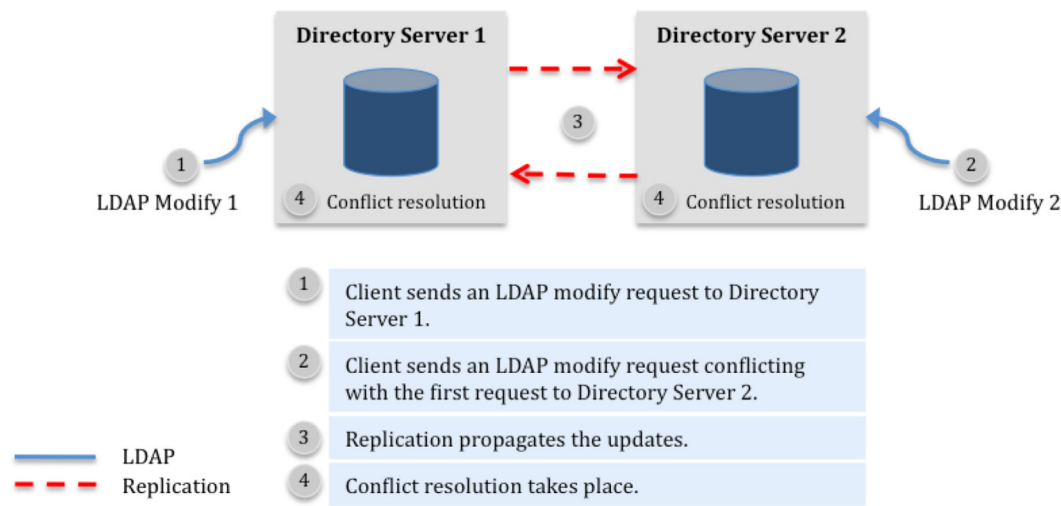 Directory Server 1
Directory Server 2
3
1
2
LDAP Modify 1
4 Conflict resolution
4 Conflict resolution
LDAP Modify 2
1 Client sends an LDAP modify request to Directory
Server 1.
2 Client sends an LDAP modify request conflicting
with the first request to Directory Server 2.
3 Replication propagates the updates.
4 Conflict resolution takes place.
LDAP
Replication